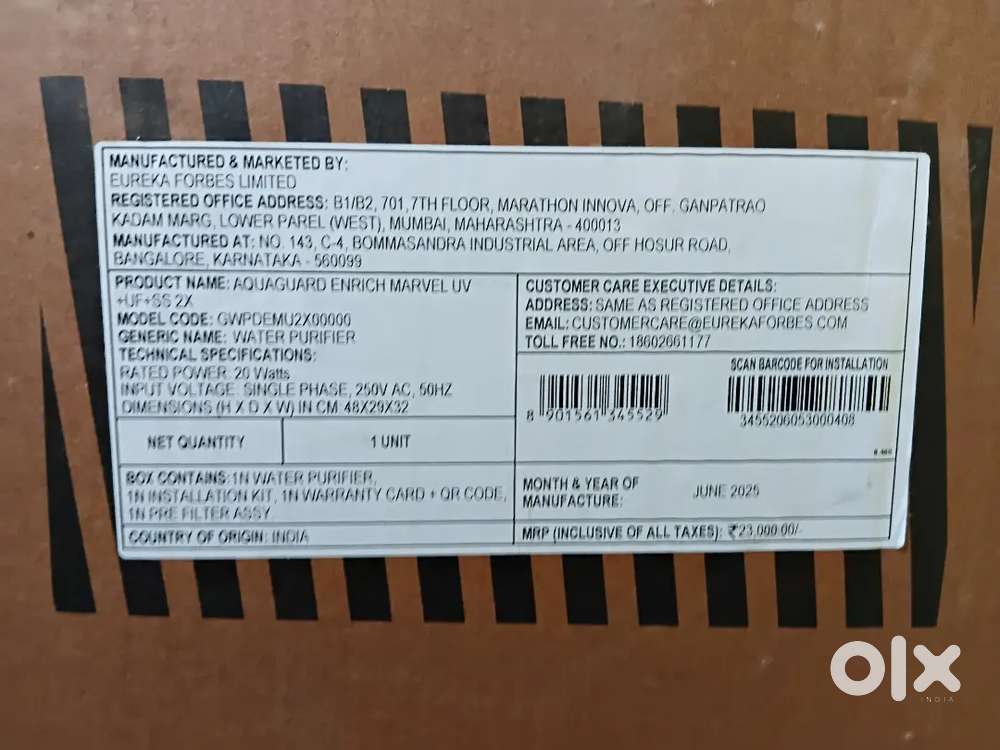 MANUFACTURED & MARKETED BY:
EUREKA FORBES LIMITED
REGISTERED OFFICE ADDRESS: B1/B2, 701,7TH FLOOR, MARATHON INNOVA, OFF. GANPATRAO
KADAM MARG, LOWER PAREL (WEST), MUMBAI, MAHARASHTRA - 400013
MANUFACTURED AT: NO. 143, C-4, BOMMASANDRA INDUSTRIAL AREA, OFF HOSUR ROAD,
BANGALORE, KARNATAKA - 560099
PRODUCT NAME: AQUAGUARD ENRICH MARVEL UV
+UF+SS 2X
MODEL CODE: GWPDEMU2X00000
GENERIC NAME: WATER PURIFIER
TECHNICAL SPECIFICATIONS:
RATED POWER: 20 Watts
INPUT VOLTAGE: SINGLE PHASE, 250V AC, 50HZ
DIMENSIONS (H X D X W) IN CM 48X29X32
NET QUANTITY 1 UNIT
BOX CONTAINS: 1N WATER PURIFIER,
1N INSTALLATION KIT, 1N WARRANTY CARD + QR CODE,
1N PRE FILTER ASSY
COUNTRY OF ORIGIN: INDIA
CUSTOMER CARE EXECUTIVE DETAILS:
ADDRESS: SAME AS REGISTERED OFFICE ADDRESS
EMAIL: CUSTOMERCARE@EUREKAFORBES COM
TOLL FREE NO.: 18602661177
SCAN BARCODE FOR INSTALLATION
8 901561 345529
3455206053000408
MONTH & YEAR OF
MANUFACTURE: JUNE 2025
MRP (INCLUSIVE OF ALL TAXES): ₹23,000.00/-
olx
INDIA